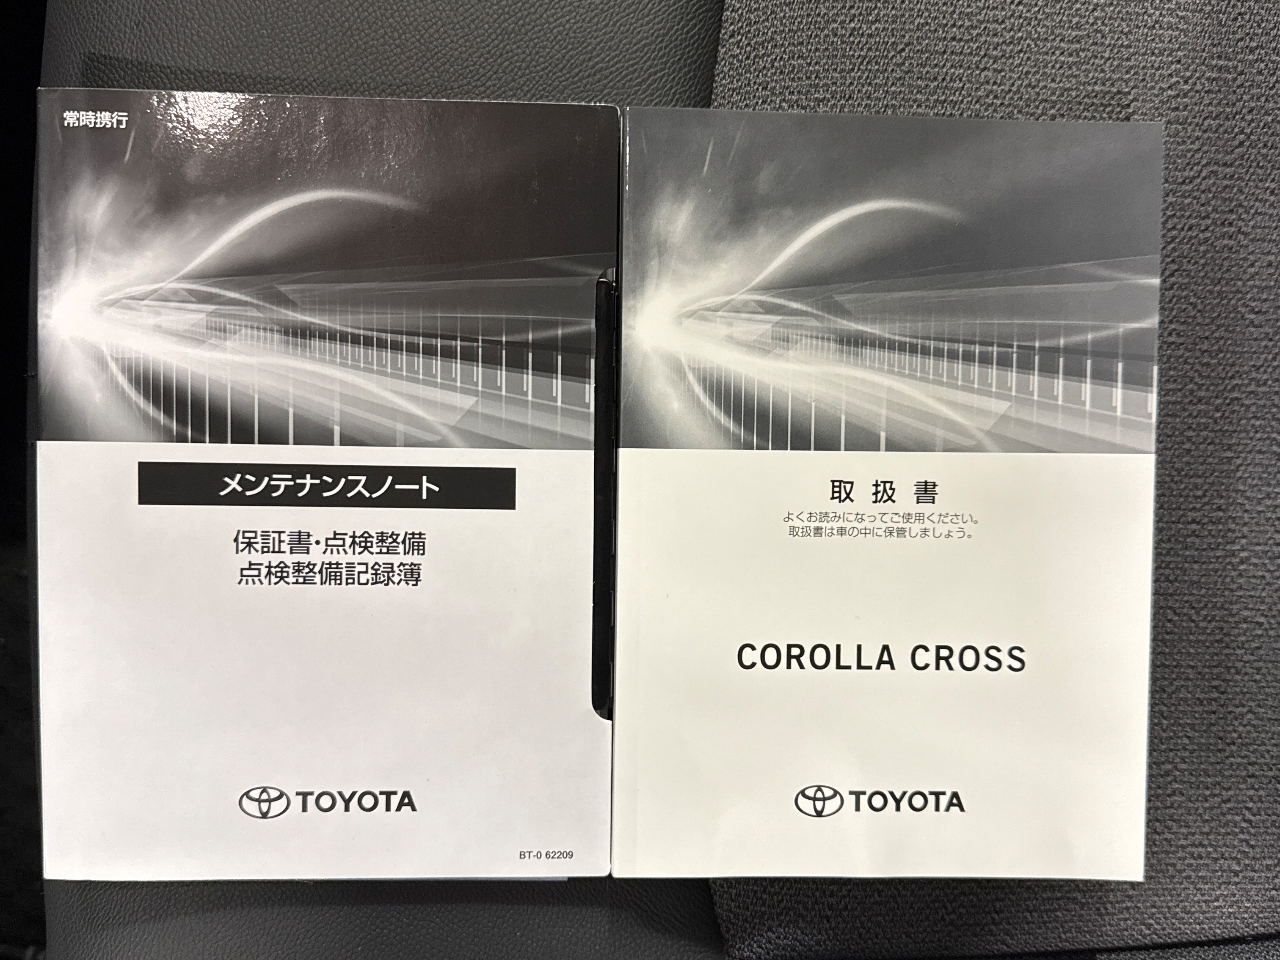 常時携行
メンテナンスノート
保証書・点検整備
点検整備記録簿
TOYOTA
BT-0 62209
取扱書
よくお読みになってご使用ください。
取扱書は車の中に保管しましょう。
COROLLA CROSS
TOYOTA